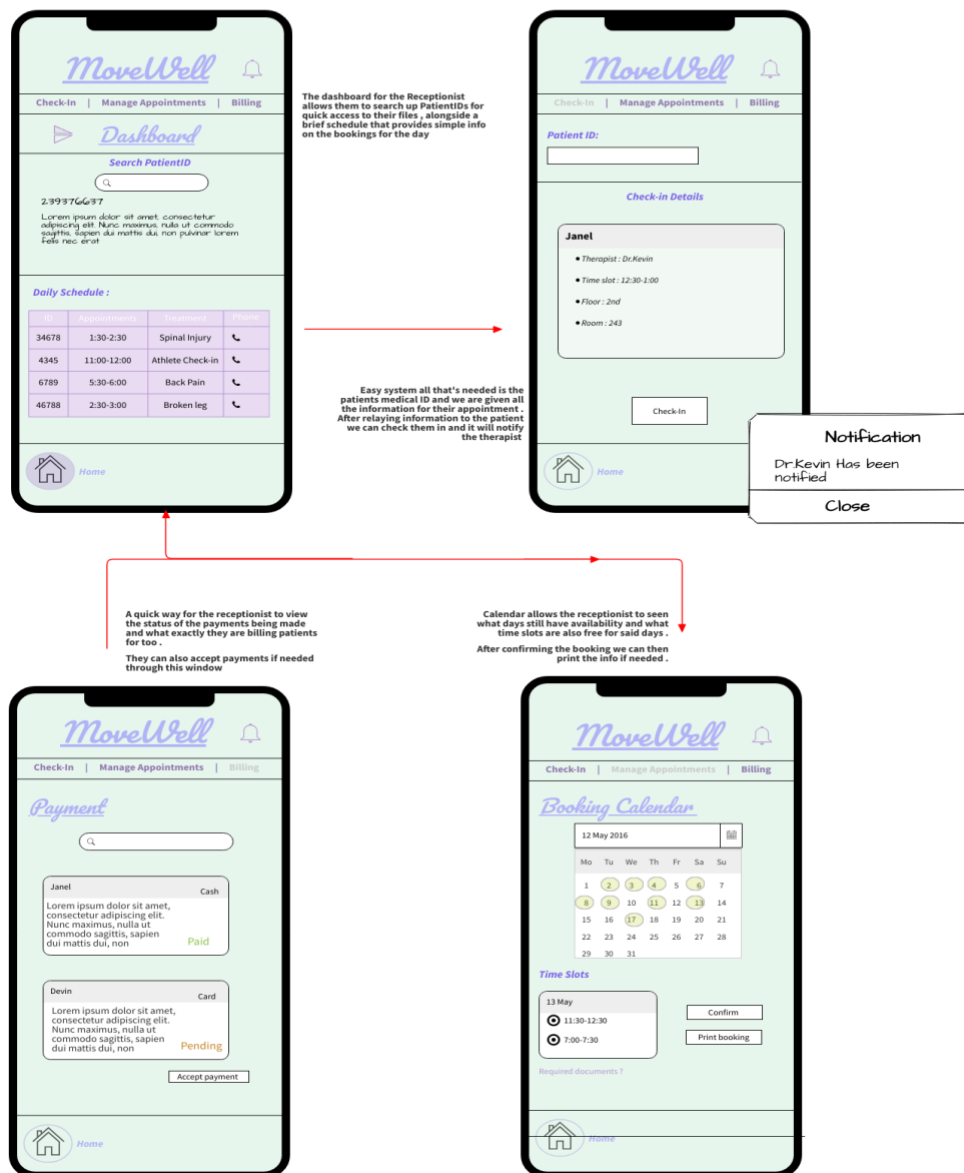 MoveWell
Check-In | Manage Appointments | Billing
Dashboard
Search PatientID
239376637
Lorem ipsum dolor sit amet, consectetur
adipiscing elit. Nunc maximus, nulla ut commodo
sagittis, sapien dui mattis dui, non pulvinar lorem
felis nec erat
Daily Schedule :
ID Appointments Treatment Phone
34678 1:30-2:30 Spinal Injury
4345 11:00-12:00 Athlete Check-in
6789 5:30-6:00 Back Pain
46788 2:30-3:00 Broken leg
Home
The dashboard for the Receptionist
allows them to search up PatientIDs for
quick access to their files , alongside a
brief schedule that provides simple info
on the bookings for the day
MoveWell
Check-In | Manage Appointments | Billing
Patient ID:
Check-in Details
Janel
Therapist : Dr.Kevin
Time slot : 12:30-1:00
Floor : 2nd
Room : 243
Check-In
Home
Easy system all that's needed is the
patients medical ID and we are given all
the information for their appointment .
After relaying information to the patient
we can check them in and it will notify
the therapist
Notification
Dr.Kevin Has been
notified
Close
A quick way for the receptionist to view
the status of the payments being made
and what exactly they are billing patients
for too .
They can also accept payments if needed
through this window
Calendar allows the receptionist to seen
what days still have availability and what
time slots are also free for said days .
After confirming the booking we can then
print the info if needed .
MoveWell
Check-In | Manage Appointments | Billing
Payment
Janel
Cash
Lorem ipsum dolor sit amet,
consectetur adipiscing elit.
Nunc maximus, nulla ut
commodo sagittis, sapien
dui mattis dui, non
Paid
Devin
Card
Lorem ipsum dolor sit amet,
consectetur adipiscing elit.
Nunc maximus, nulla ut
commodo sagittis, sapien
dui mattis dui, non
Pending
Accept payment
Home
MoveWell
Check-In | Manage Appointments | Billing
Booking Calendar
12 May 2016
Mo Tu We Th Fr Sa Su
1 2 3 4 5 6 7
8 9 10 11 12 13 14
15 16 17 18 19 20 21
22 23 24 25 26 27 28
29 30 31
Time Slots
13 May
11:30-12:30
7:00-7:30
Confirm
Print booking
Required documents ?
Home